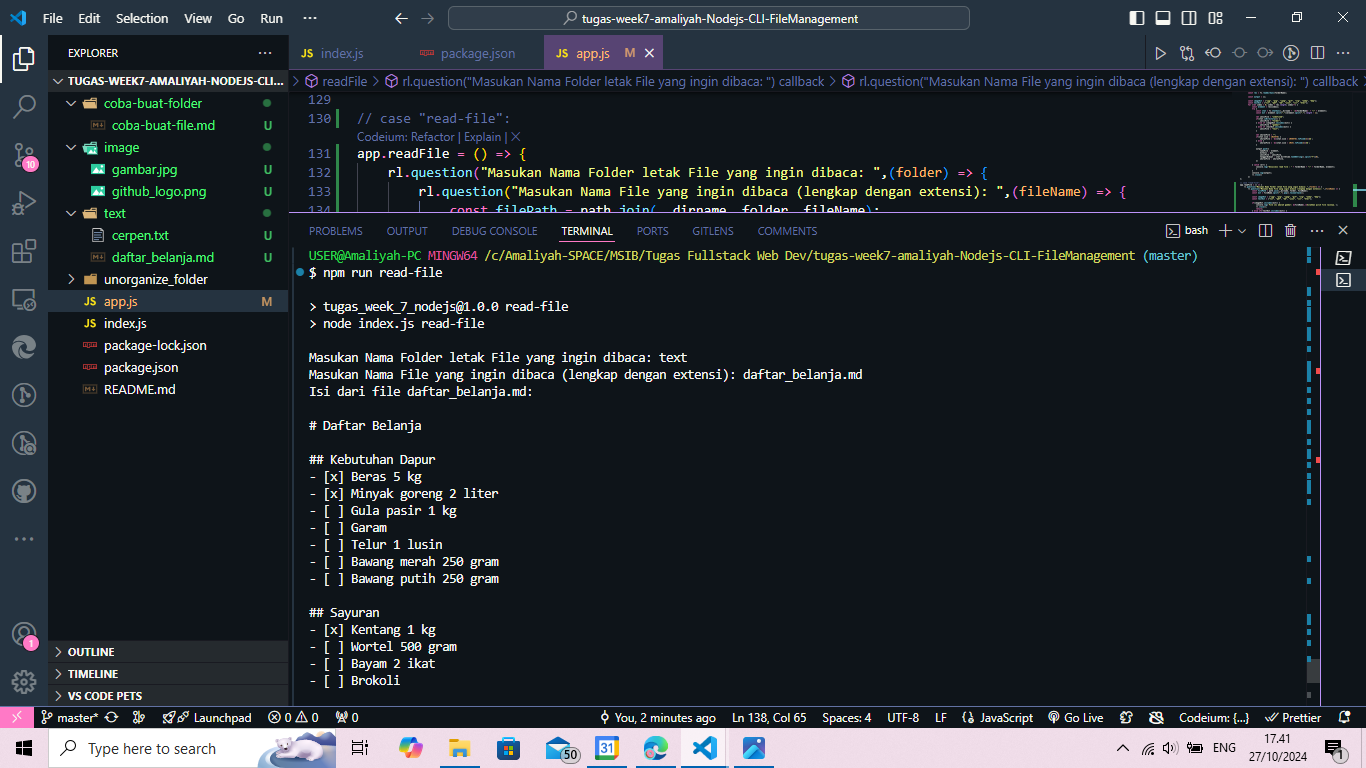 File Edit Selection View Go Run ··· tugas-week7-amaliyah-Nodejs-CLI-FileManagement
EXPLORER ···
TUGAS-WEEK7-AMALIYAH-NODEJS-CLI...
coba-buat-folder
coba-buat-file.md U
image
gambar.jpg U
github_logo.png U
text
cerpen.txt U
daftar_belanja.md U
unorganize_folder
JS app.js M
JS index.js
package-lock.json
package.json
README.md
OUTLINE
TIMELINE
VS CODE PETS
10
1
JS index.js package.json JS app.js M
readFile > rl.question("Masukan Nama Folder letak File yang ingin dibaca: ") callback > rl.question("Masukan Nama File yang ingin dibaca (lengkap dengan extensi): ") callback
129
130 // case "read-file":
Codeium: Refactor | Explain | X
131 app.readFile = () => {
132 rl.question("Masukan Nama Folder letak File yang ingin dibaca: ",(folder) => {
133 rl.question("Masukan Nama File yang ingin dibaca (lengkap dengan extensi): ",(fileName) => {
134 const filePath = path.join(__dirname, folder, fileName);
PROBLEMS OUTPUT DEBUG CONSOLE TERMINAL PORTS GITLENS COMMENTS bash
USER@Amaliyah-PC MINGW64 /c/Amaliyah-SPACE/MSIB/Tugas Fullstack Web Dev/tugas-week7-amaliyah-Nodejs-CLI-FileManagement (master)
$ npm run read-file
> tugas_week_7_nodejs@1.0.0 read-file
> node index.js read-file
Masukan Nama Folder letak File yang ingin dibaca: text
Masukan Nama File yang ingin dibaca (lengkap dengan extensi): daftar_belanja.md
Isi dari file daftar_belanja.md:
# Daftar Belanja
## Kebutuhan Dapur
- [x] Beras 5 kg
- [x] Minyak goreng 2 liter
- [ ] Gula pasir 1 kg
- [ ] Garam
- [ ] Telur 1 lusin
- [ ] Bawang merah 250 gram
- [ ] Bawang putih 250 gram
## Sayuran
- [x] Kentang 1 kg
- [ ] Wortel 500 gram
- [ ] Bayam 2 ikat
- [ ] Brokoli
master* Launchpad 0 0 0 You, 2 minutes ago Ln 138, Col 65 Spaces: 4 UTF-8 LF JavaScript Go Live Codeium: {...} Prettier
Type here to search 50 31 ENG 17.41
27/10/2024 1